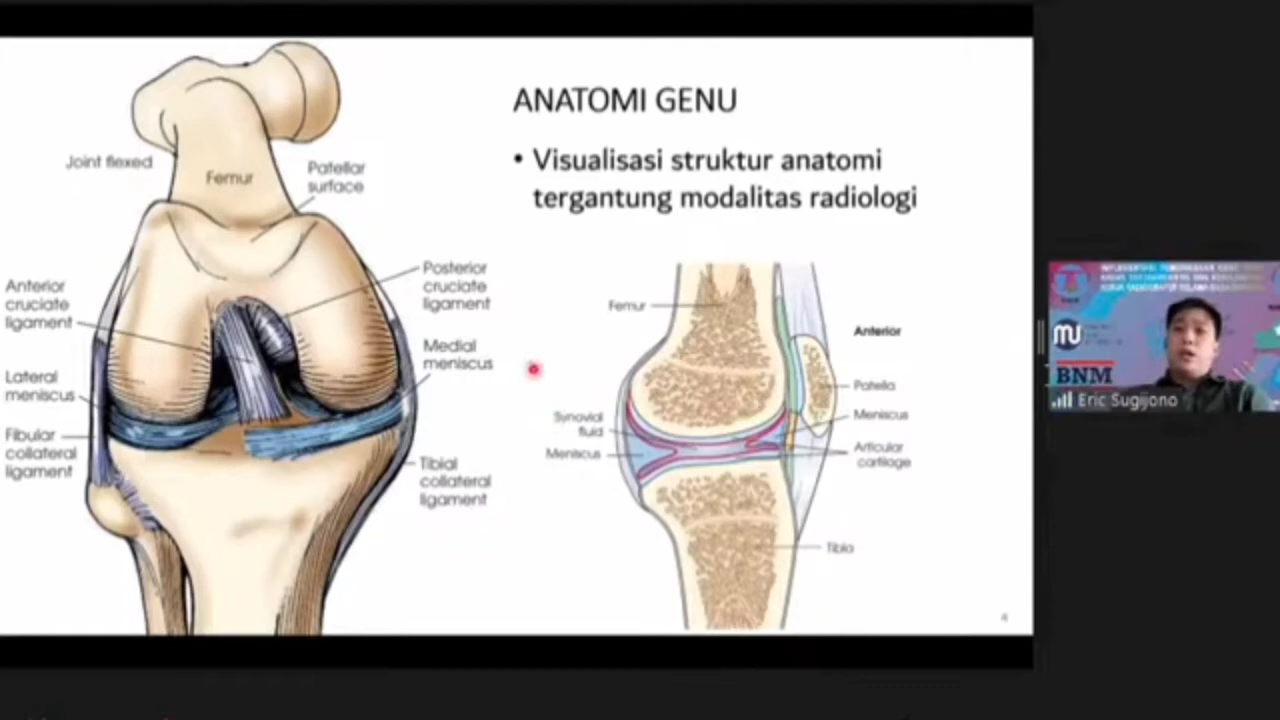 ANATOMI GENU
• Visualisasi struktur anatomi
tergantung modalitas radiologi
Joint flexed
Femur
Patellar
surface
Anterior
cruciate
ligament
Posterior
cruciate
ligament
Medial
meniscus
Lateral
meniscus
Fibular
collateral
ligament
Tibial
collateral
ligament
Femur
Anterior
Patella
Synovial
fluid
Meniscus
Meniscus
Articular
cartilage
Tibia
4
BNM
Eric Sugijono